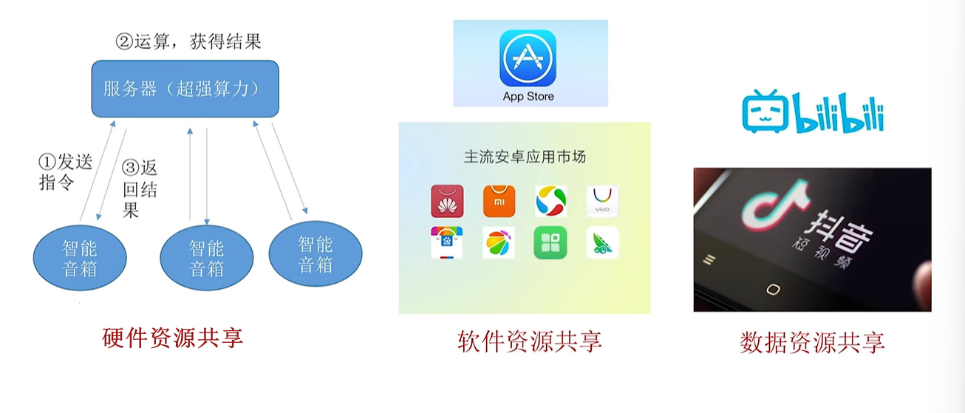 ②运算，获得结果
服务器（超强算力）
①发送
指令
③返
回结
果
智能
音箱
智能
音箱
智能
音箱
硬件资源共享
App Store
主流安卓应用市场
mi
vivo
软件资源共享
bilibili
抖音
短视频
数据资源共享